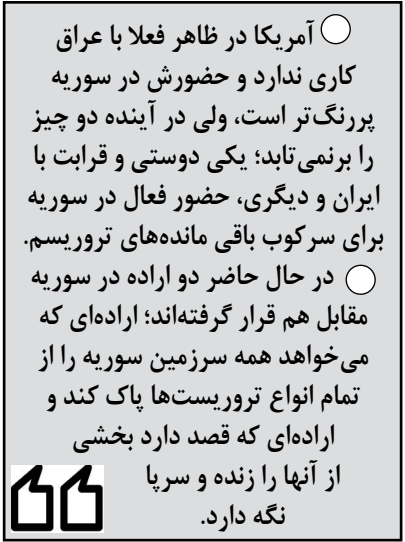 آمریکا در ظاهر فعلا با عراق
کاری ندارد و حضورش در سوریه
پررنگ‌تر است، ولی در آینده دو چیز
را برنمی‌تابد؛ یکی دوستی و قرابت با
ایران و دیگری، حضور فعال در سوریه
برای سرکوب باقی مانده‌های تروریسم.
در حال حاضر دو اراده در سوریه
مقابل هم قرار گرفته‌اند؛ اراده‌ای که
می‌خواهد همه سرزمین سوریه را از
تمام انواع تروریست‌ها پاک کند و
اراده‌ای که قصد دارد بخشی
از آنها را زنده و سرپا
نگه دارد.